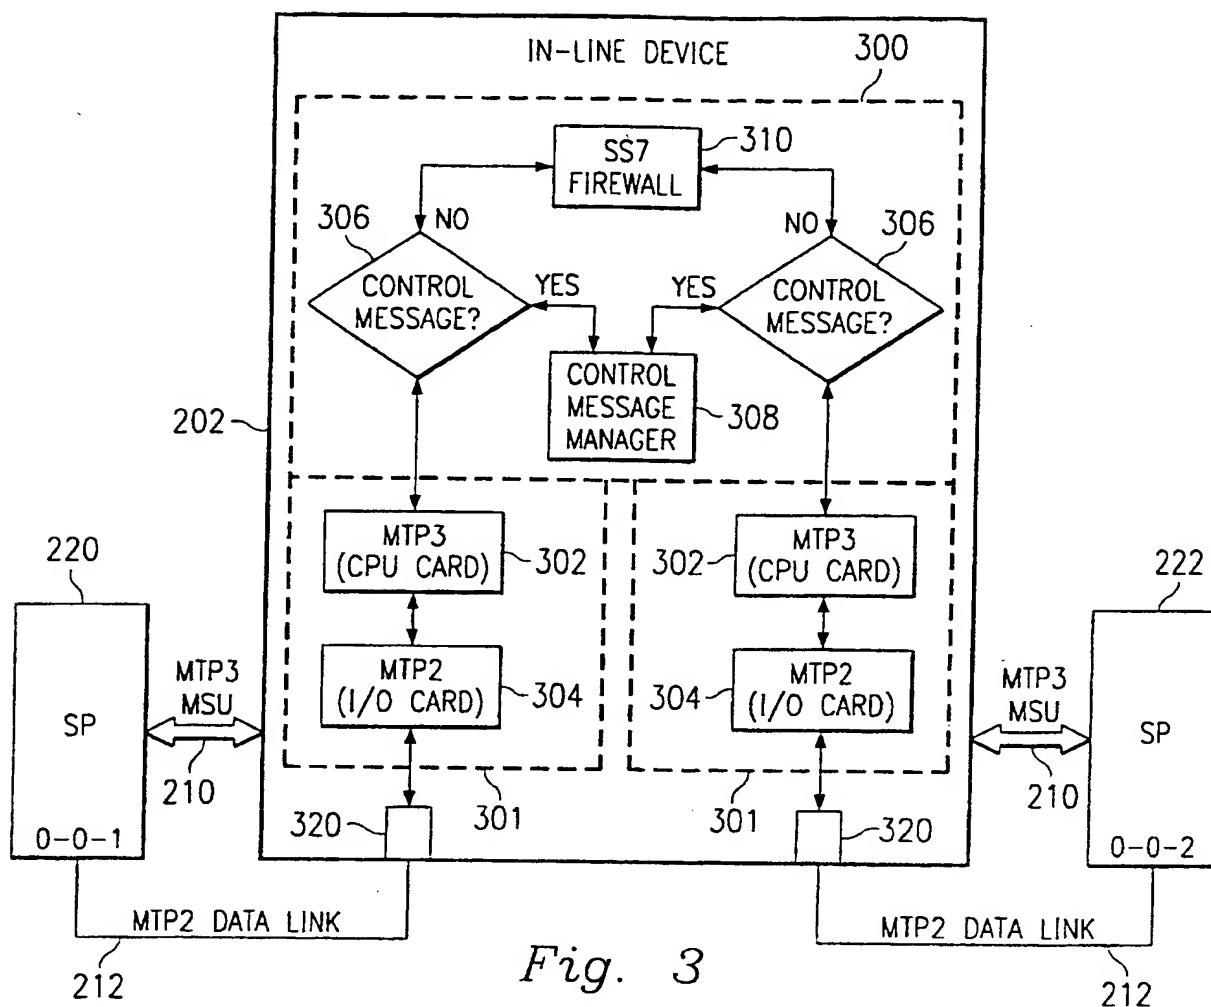 IN-LINE DEVICE
300
SS7
FIREWALL
310
306
NO
NO
306
CONTROL
MESSAGE?
YES
YES
CONTROL
MESSAGE?
CONTROL
MESSAGE
MANAGER
308
202
MTP3
(CPU CARD)
302
302
MTP3
(CPU CARD)
220
222
MTP3
MSU
MTP2
(I/O CARD)
304
304
MTP2
(I/O CARD)
MTP3
MSU
SP
SP
210
210
320
301
301
320
0-0-1
0-0-2
MTP2 DATA LINK
MTP2 DATA LINK
212
Fig. 3
212